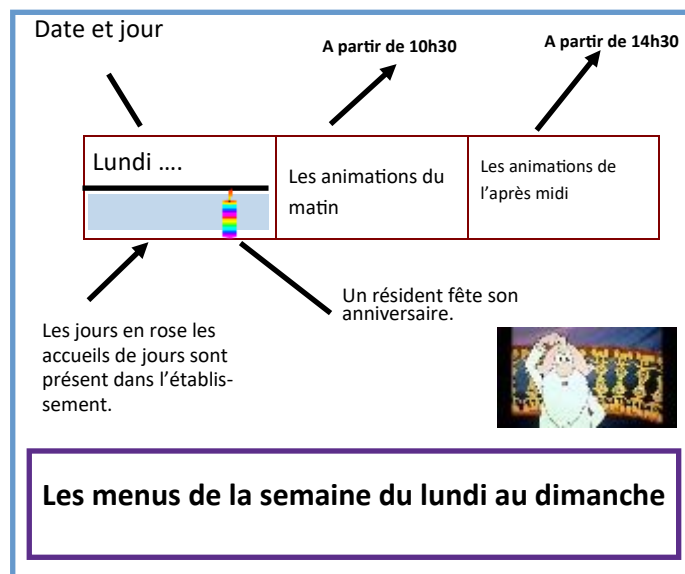 Date et jour
A partir de 10h30
A partir de 14h30
Lundi ....
Les animations du
matin
Les animations de
l'après midi
Un résident fête son
anniversaire.
Les jours en rose les
accueils de jours sont
présent dans l'établis-
sement.
Les menus de la semaine du lundi au dimanche